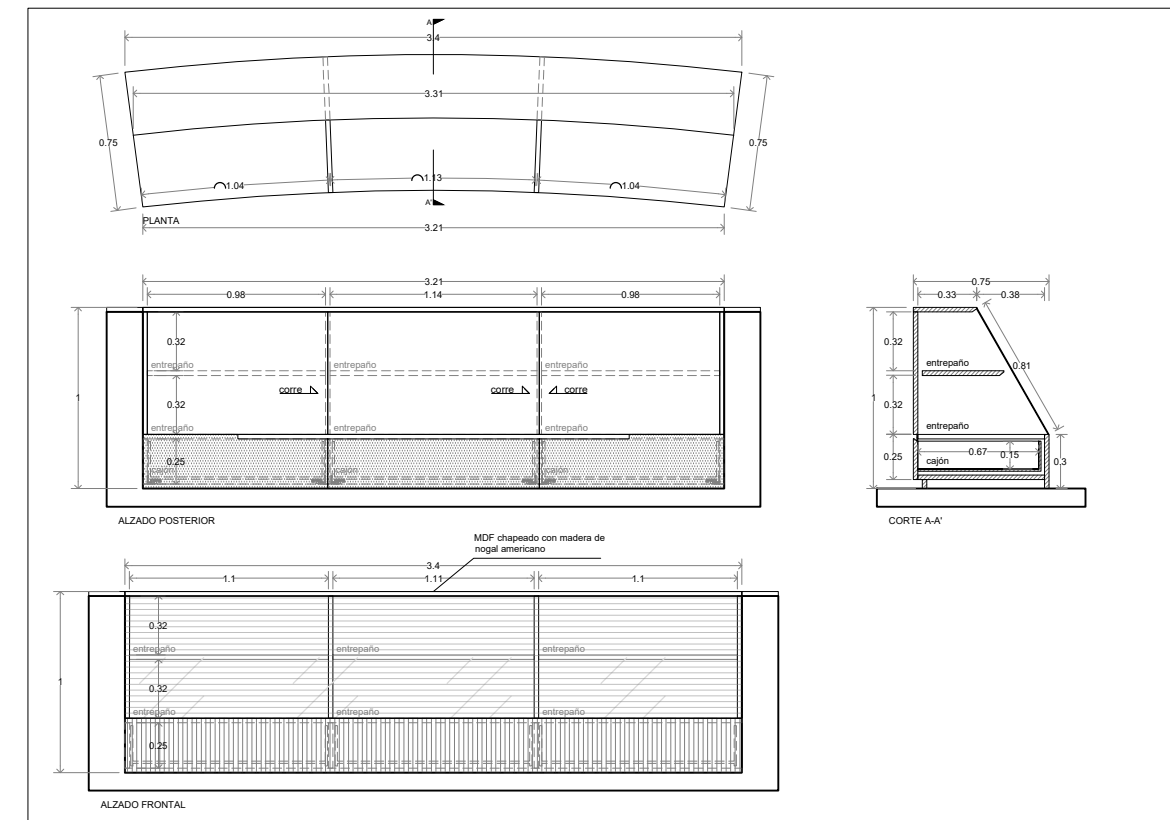 A
3.4
3.31
0.75
0.75
1.04
1.13
1.04
A'
PLANTA
3.21
3.21
0.98
1.14
0.98
0.32
entrepaño
entrepaño
entrepaño
corre
corre
corre
1
0.32
entrepaño
entrepaño
entrepaño
0.25
cajón
cajón
cajón
ALZADO POSTERIOR
0.75
0.33
0.38
0.32
entrepaño
0.81
1
0.32
entrepaño
0.25
0.67
0.15
cajón
0.3
CORTE A-A'
MDF chapeado con madera de
nogal americano
3.4
1.1
1.11
1.1
0.32
entrepaño
entrepaño
entrepaño
1
0.32
entrepaño
entrepaño
entrepaño
0.25
ALZADO FRONTAL